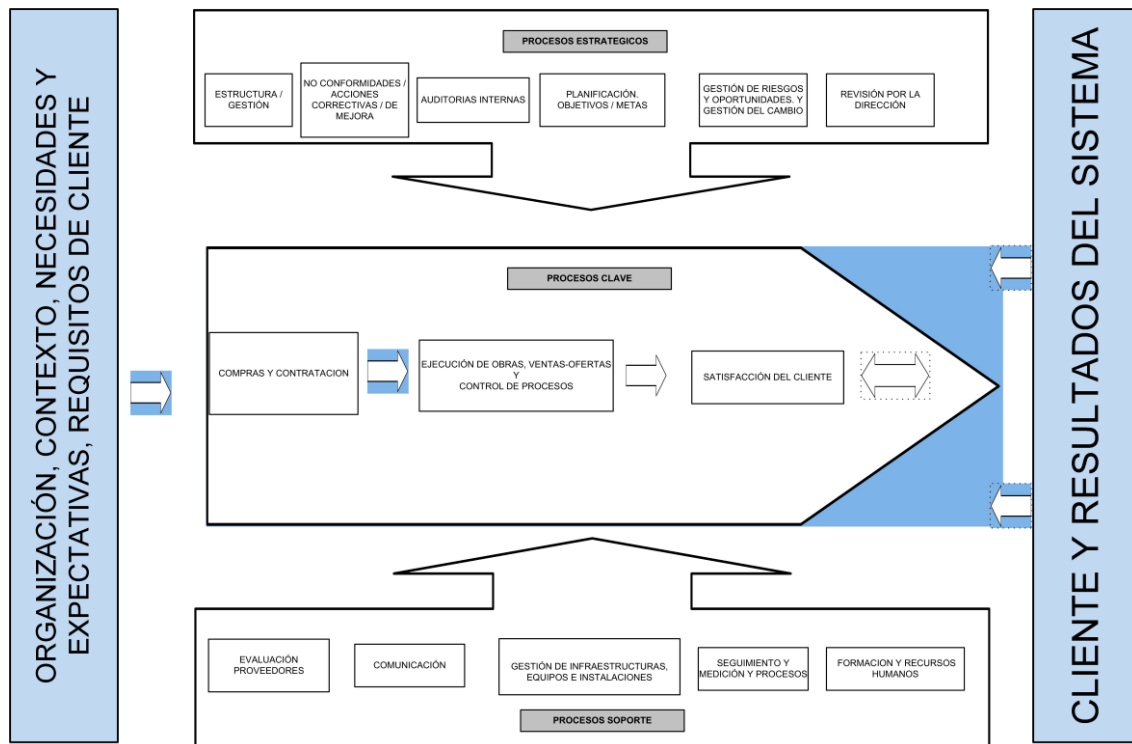 ORGANIZACIÓN, CONTEXTO, NECESIDADES Y
EXPECTATIVAS, REQUISITOS DE CLIENTE
PROCESOS ESTRATEGICOS
ESTRUCTURA /
GESTIÓN
NO CONFORMIDADES /
ACCIONES
CORRECTIVAS / DE
MEJORA
AUDITORIAS INTERNAS
PLANIFICACIÓN.
OBJETIVOS / METAS
GESTIÓN DE RIESGOS
Y OPORTUNIDADES. Y
GESTIÓN DEL CAMBIO
REVISIÓN POR LA
DIRECCIÓN
PROCESOS CLAVE
COMPRAS Y CONTRATACION
EJECUCIÓN DE OBRAS, VENTAS-OFERTAS
Y
CONTROL DE PROCESOS
SATISFACCIÓN DEL CLIENTE
EVALUACIÓN
PROVEEDORES
COMUNICACIÓN
GESTIÓN DE INFRAESTRUCTURAS,
EQUIPOS E INSTALACIONES
SEGUIMIENTO Y
MEDICIÓN Y PROCESOS
FORMACION Y RECURSOS
HUMANOS
PROCESOS SOPORTE
CLIENTE Y RESULTADOS DEL SISTEMA